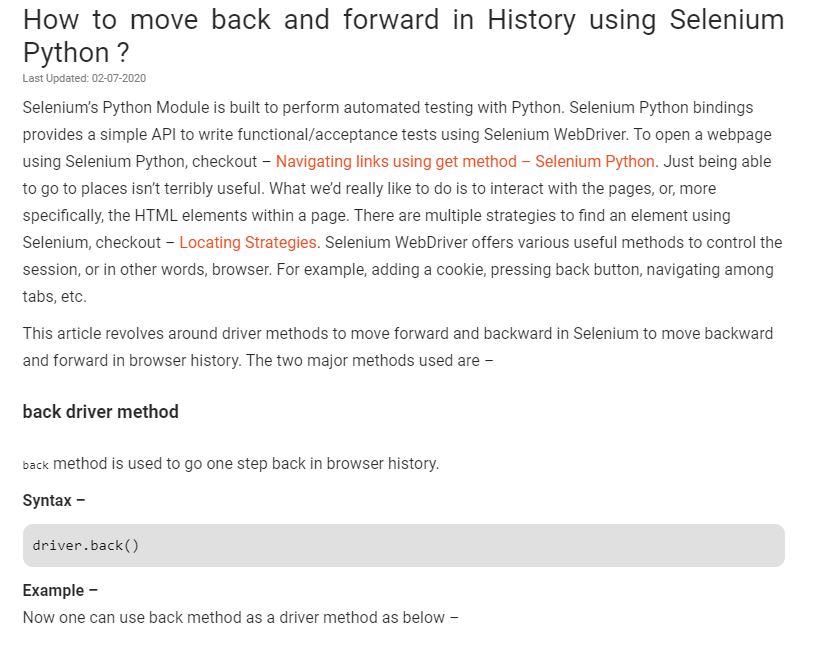 How to move back and forward in History using Selenium
Python ?
Last Updated: 02-07-2020
Selenium’s Python Module is built to perform automated testing with Python. Selenium Python bindings
provides a simple API to write functional/acceptance tests using Selenium WebDriver. To open a webpage
using Selenium Python, checkout – Navigating links using get method – Selenium Python. Just being able
to go to places isn’t terribly useful. What we’d really like to do is to interact with the pages, or, more
specifically, the HTML elements within a page. There are multiple strategies to find an element using
Selenium, checkout – Locating Strategies. Selenium WebDriver offers various useful methods to control the
session, or in other words, browser. For example, adding a cookie, pressing back button, navigating among
tabs, etc.
This article revolves around driver methods to move forward and backward in Selenium to move backward
and forward in browser history. The two major methods used are –
back driver method
back method is used to go one step back in browser history.
Syntax –
driver.back()
Example –
Now one can use back method as a driver method as below –